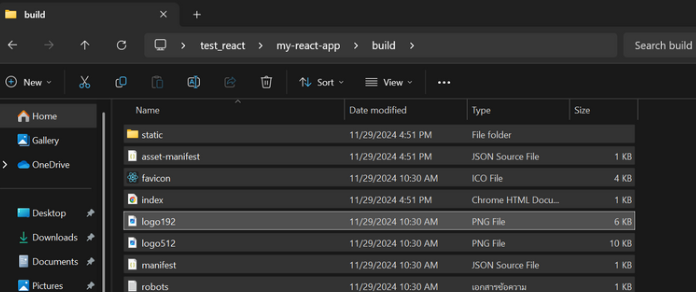 build
test_react > my-react-app > build >
Search build
New
Sort
View
Home
Gallery
OneDrive
Desktop
Downloads
Documents
Pictures
Name Date modified Type Size
static 11/29/2024 4:51 PM File folder
asset-manifest 11/29/2024 4:51 PM JSON Source File 1 KB
favicon 11/29/2024 10:30 AM ICO File 4 KB
index 11/29/2024 4:51 PM Chrome HTML Docu... 1 KB
logo192 11/29/2024 10:30 AM PNG File 6 KB
logo512 11/29/2024 10:30 AM PNG File 10 KB
manifest 11/29/2024 10:30 AM JSON Source File 1 KB
robots 11/29/2024 10:30 AM เอกสารข้อความ 1 KB